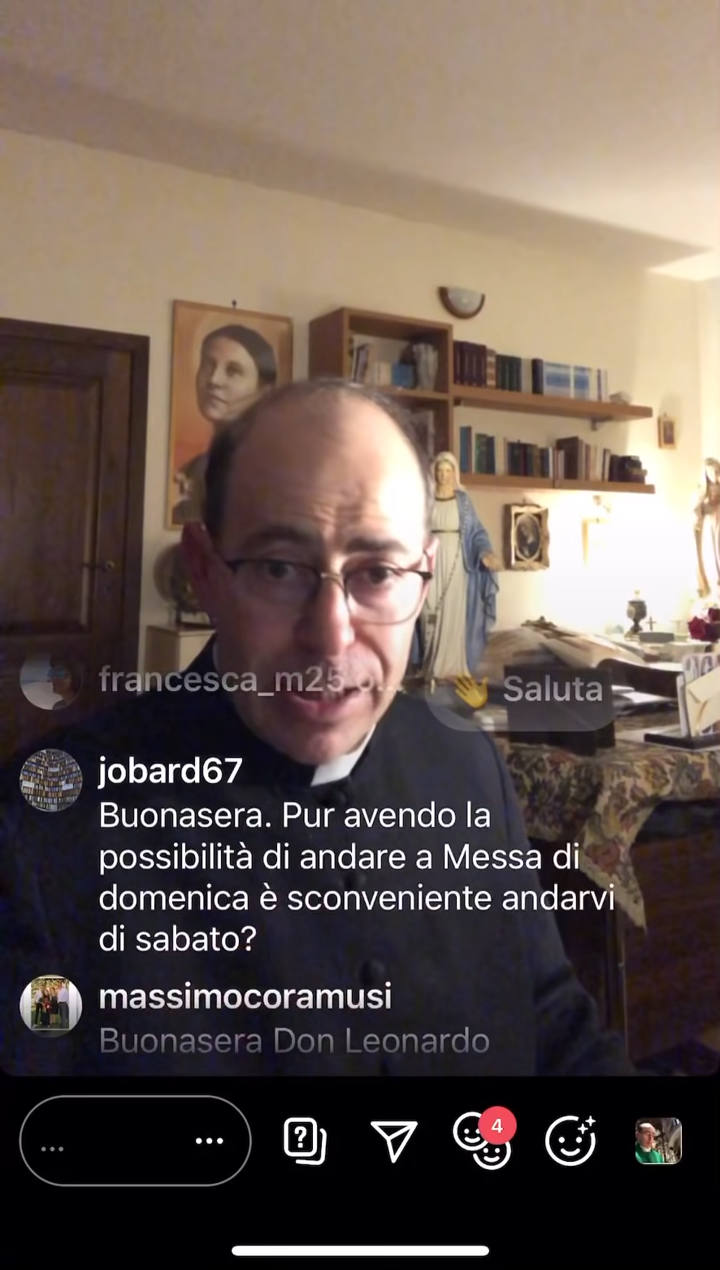 francesca_m25
Saluta
jobard67
Buonasera. Pur avendo la
possibilità di andare a Messa di
domenica è sconveniente andarvi
di sabato?
massimocoramusi
Buonasera Don Leonardo
... ...
4